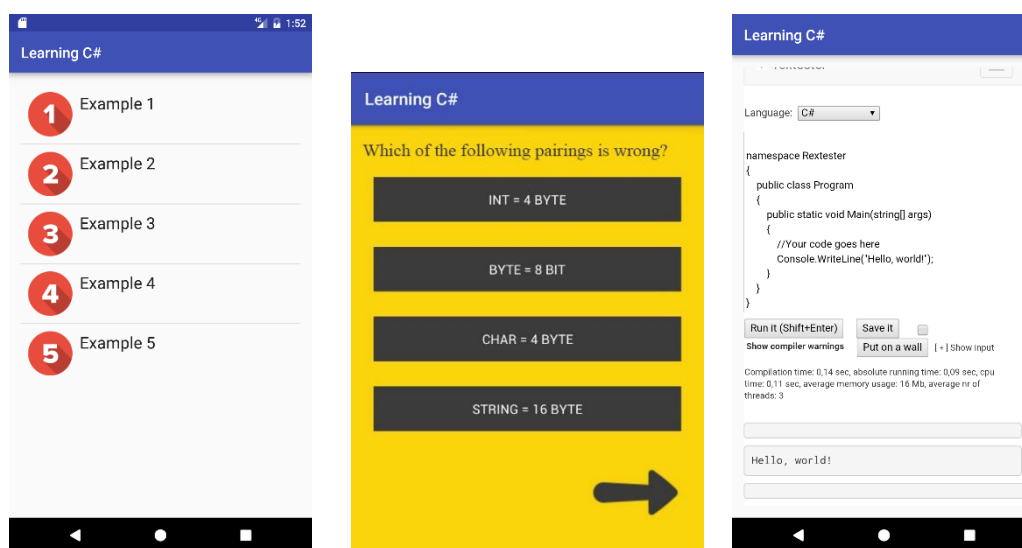 4G 1:52
Learning C#
1 Example 1
2 Example 2
3 Example 3
4 Example 4
5 Example 5
Learning C#
Which of the following pairings is wrong?
INT = 4 BYTE
BYTE = 8 BIT
CHAR = 4 BYTE
STRING = 16 BYTE
Learning C#
Language: C#
namespace Rextester
{
public class Program
{
public static void Main(string[] args)
{
//Your code goes here
Console.WriteLine("Hello, world!");
}
}
}
Run it (Shift+Enter) Save it
Show compiler warnings Put on a wall [ + ] Show input
Compilation time: 0,14 sec, absolute running time: 0,09 sec, cpu
time: 0,11 sec, average memory usage: 16 Mb, average nr of
threads: 3
Hello, world!